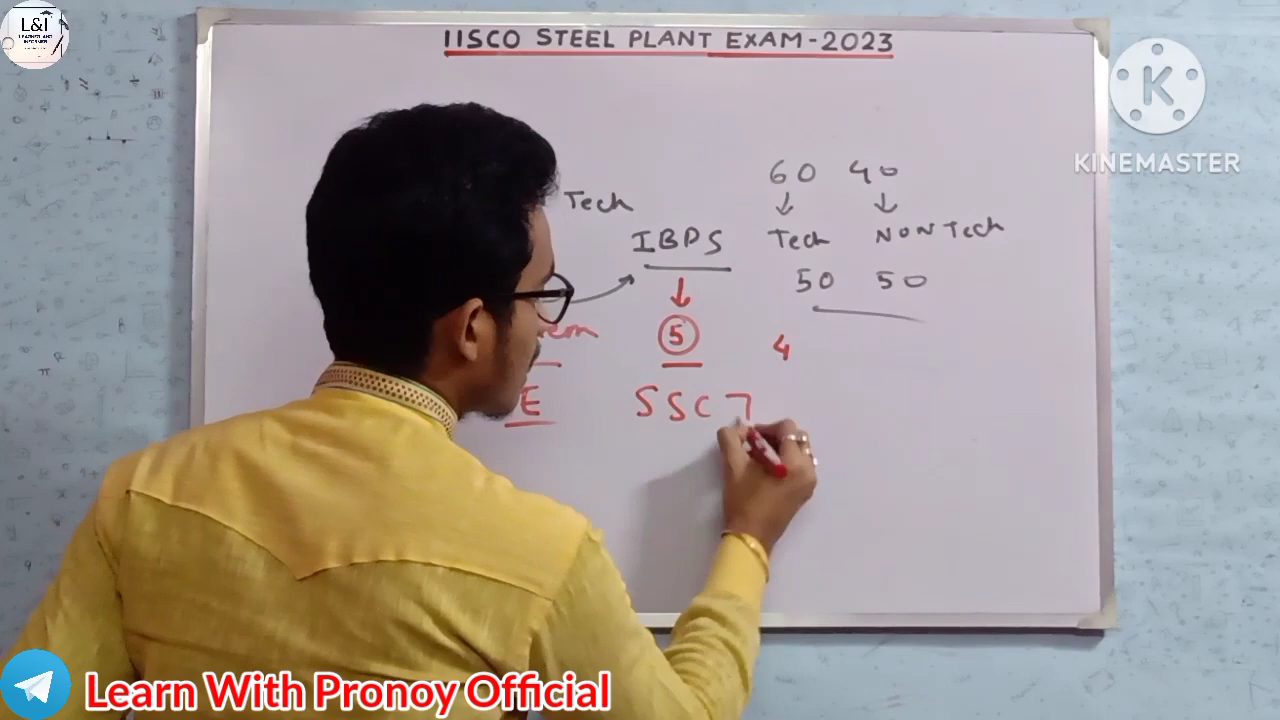 L&I
IISCO STEEL PLANT EXAM-2023
KINEMASTER
60 40
Tech
Tech NON Tech
IBPS
50 50
5
4
E
SSC
Learn With Pronoy Official